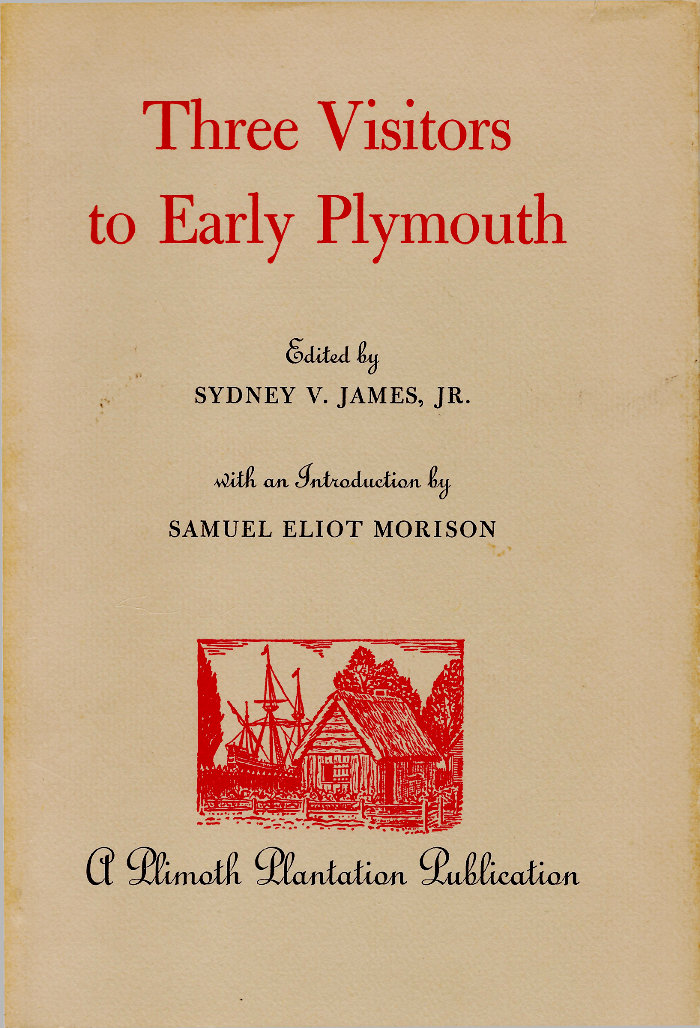 Three Visitors
to Early Plymouth
Edited by
SYDNEY V. JAMES, JR.
with an Introduction by
SAMUEL ELIOT MORISON
A Plimoth Plantation Publication